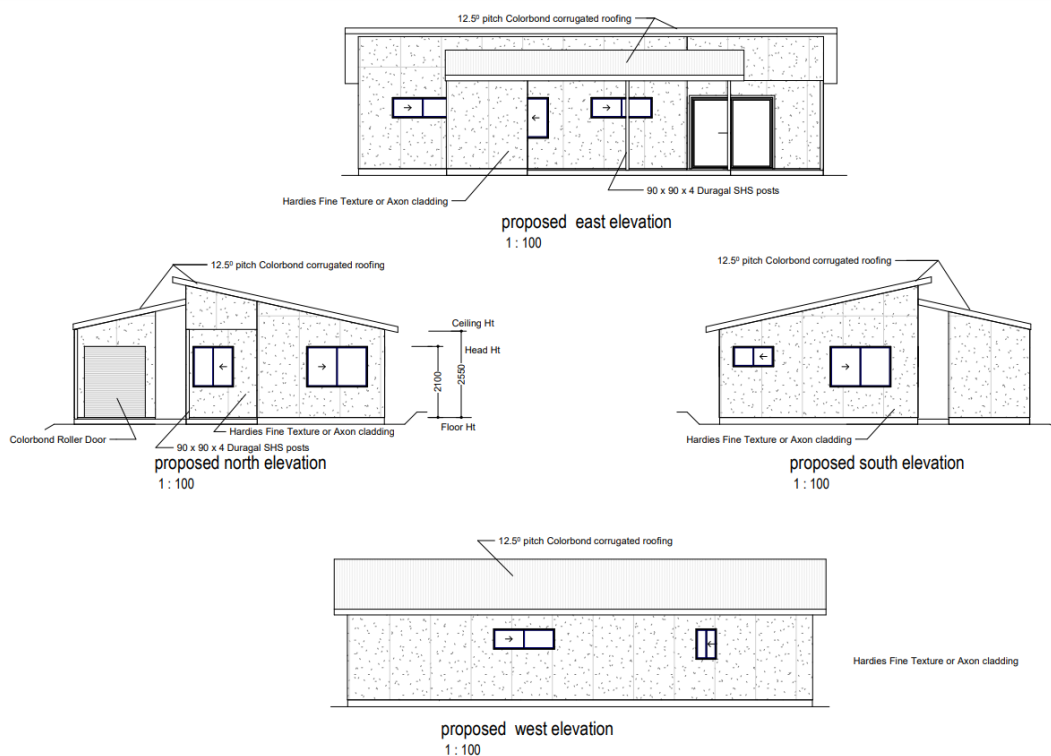 12.5⁰ pitch Colorbond corrugated roofing
Hardies Fine Texture or Axon cladding
90 x 90 x 4 Duragal SHS posts
proposed east elevation
1 : 100
12.5⁰ pitch Colorbond corrugated roofing
Ceiling Ht
Head Ht
2100
2550
Floor Ht
Colorbond Roller Door
Hardies Fine Texture or Axon cladding
90 x 90 x 4 Duragal SHS posts
proposed north elevation
1 : 100
12.5⁰ pitch Colorbond corrugated roofing
Hardies Fine Texture or Axon cladding
proposed south elevation
1 : 100
12.5⁰ pitch Colorbond corrugated roofing
Hardies Fine Texture or Axon cladding
proposed west elevation
1 : 100